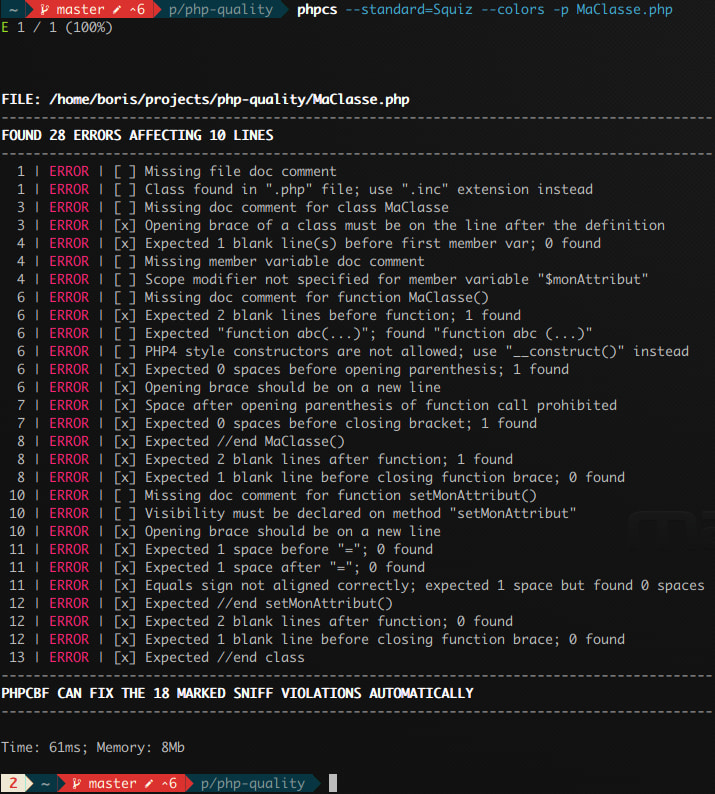 ~ master ^6 p/php-quality phpcs --standard=Squiz --colors -p MaClasse.php
E 1 / 1 (100%)
FILE: /home/boris/projects/php-quality/MaClasse.php
----------------------------------------------------------------------
FOUND 28 ERRORS AFFECTING 10 LINES
----------------------------------------------------------------------
1 | ERROR | [ ] Missing file doc comment
1 | ERROR | [ ] Class found in ".php" file; use ".inc" extension instead
3 | ERROR | [ ] Missing doc comment for class MaClasse
3 | ERROR | [x] Opening brace of a class must be on the line after the definition
4 | ERROR | [x] Expected 1 blank line(s) before first member var; 0 found
4 | ERROR | [ ] Missing member variable doc comment
4 | ERROR | [ ] Scope modifier not specified for member variable "$monAttribut"
6 | ERROR | [ ] Missing doc comment for function MaClasse()
6 | ERROR | [x] Expected 2 blank lines before function; 1 found
6 | ERROR | [ ] Expected "function abc(...)"; found "function abc (...)"
6 | ERROR | [ ] PHP4 style constructors are not allowed; use "__construct()" instead
6 | ERROR | [x] Expected 0 spaces before opening parenthesis; 1 found
6 | ERROR | [x] Opening brace should be on a new line
7 | ERROR | [x] Space after opening parenthesis of function call prohibited
7 | ERROR | [x] Expected 0 spaces before closing bracket; 1 found
8 | ERROR | [x] Expected //end MaClasse()
8 | ERROR | [x] Expected 2 blank lines after function; 1 found
8 | ERROR | [x] Expected 1 blank line before closing function brace; 0 found
10 | ERROR | [ ] Missing doc comment for function setMonAttribut()
10 | ERROR | [ ] Visibility must be declared on method "setMonAttribut"
10 | ERROR | [x] Opening brace should be on a new line
11 | ERROR | [x] Expected 1 space before "="; 0 found
11 | ERROR | [x] Expected 1 space after "="; 0 found
11 | ERROR | [x] Equals sign not aligned correctly; expected 1 space but found 0 spaces
12 | ERROR | [x] Expected //end setMonAttribut()
12 | ERROR | [x] Expected 2 blank lines after function; 0 found
12 | ERROR | [x] Expected 1 blank line before closing function brace; 0 found
13 | ERROR | [x] Expected //end class
----------------------------------------------------------------------
PHPCBF CAN FIX THE 18 MARKED SNIFF VIOLATIONS AUTOMATICALLY
----------------------------------------------------------------------
Time: 61ms; Memory: 8Mb
2 ~ master ^6 p/php-quality